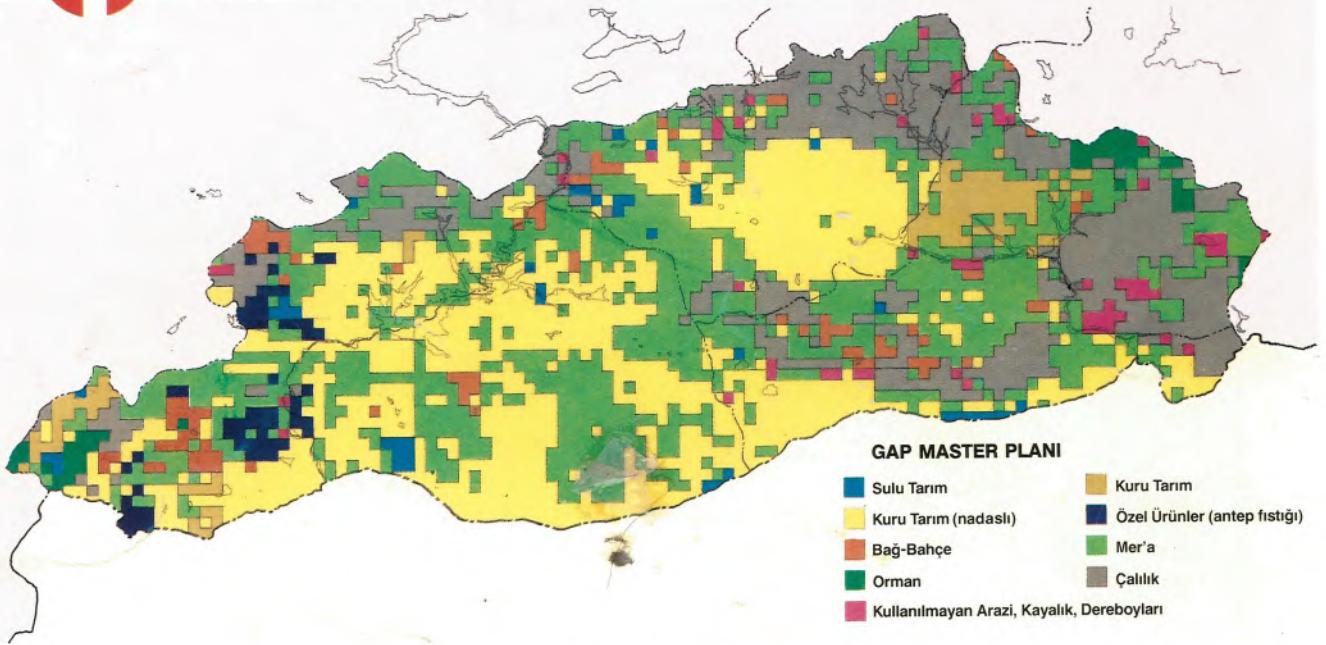 GAP MASTER PLANI
Sulu Tarım
Kuru Tarım
Kuru Tarım (nadaslı)
Özel Ürünler (antep fıstığı)
Bağ-Bahçe
Mer'a
Orman
Çalılık
Kullanılmayan Arazi, Kayalık, Dereboyları